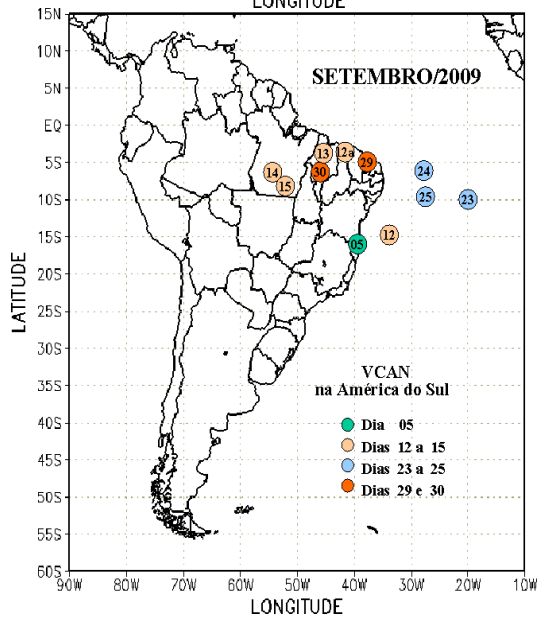 LONGITUDE
15N
SETEMBRO/2009
10N
5N
EQ
5S
10S
15S
20S
25S
30S
35S
40S
45S
50S
55S
60S
LATITUDE
13
12a
29
30
14
15
24
25
23
12
05
VCAN
na América do Sul
Dia 05
Dias 12 a 15
Dias 23 a 25
Dias 29 e 30
90W
80W
70W
60W
50W
40W
30W
20W
10W
LONGITUDE